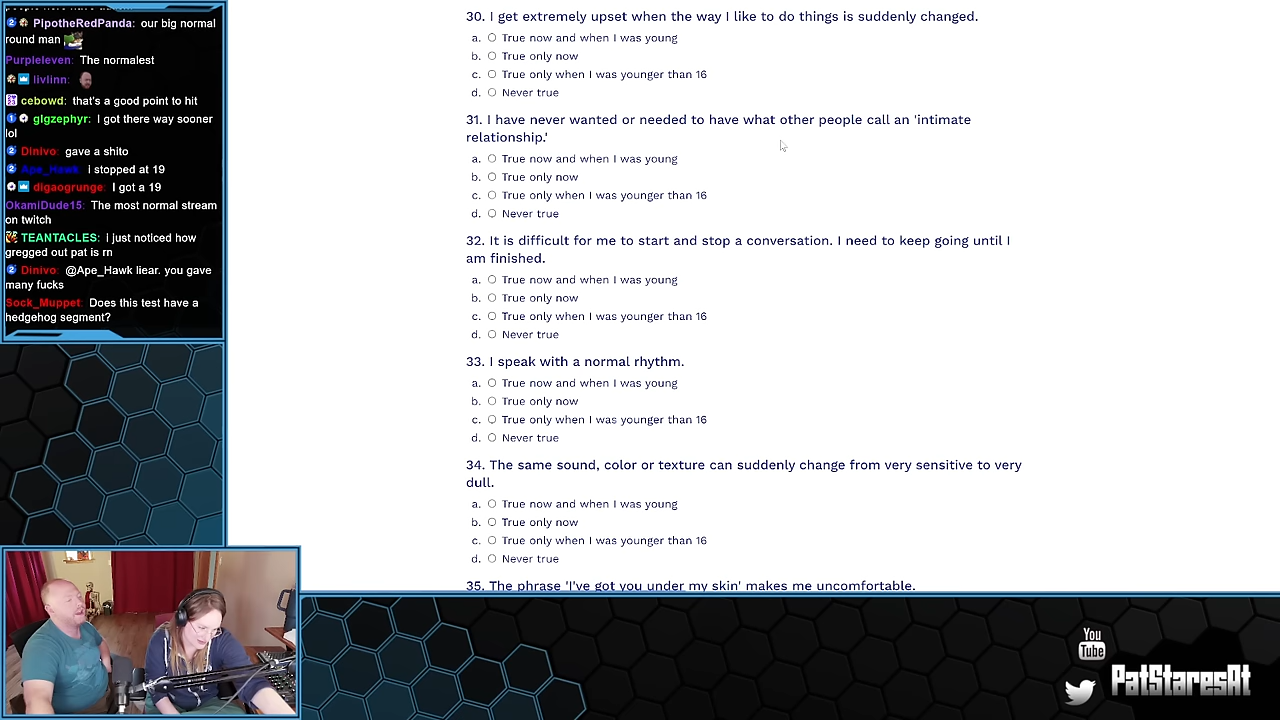 PlpotheRedPanda: our big normal
round man
Purpleleven: The normalest
livlinn:
cebowd: that's a good point to hit
glgzephyr: I got there way sooner
lol
Dinivo: gave a shito
Ape_Hawk i stopped at 19
digaogrunge: I got a 19
OkamiDude15: The most normal stream
on twitch
TEANTACLES: I just noticed how
gregged out pat is rn
Dinivo: @Ape_Hawk liear. you gave
many fucks
Sock_Muppet: Does this test have a
hedgehog segment?
30. I get extremely upset when the way I like to do things is suddenly changed.
a. True now and when I was young
b. True only now
c. True only when I was younger than 16
d. Never true
31. I have never wanted or needed to have what other people call an 'intimate
relationship.'
a. True now and when I was young
b. True only now
c. True only when I was younger than 16
d. Never true
32. It is difficult for me to start and stop a conversation. I need to keep going until I
am finished.
a. True now and when I was young
b. True only now
c. True only when I was younger than 16
d. Never true
33. I speak with a normal rhythm.
a. True now and when I was young
b. True only now
c. True only when I was younger than 16
d. Never true
34. The same sound, color or texture can suddenly change from very sensitive to very
dull.
a. True now and when I was young
b. True only now
c. True only when I was younger than 16
d. Never true
35. The phrase 'I've got you under my skin' makes me uncomfortable.
You
Tube
PatStaresAt